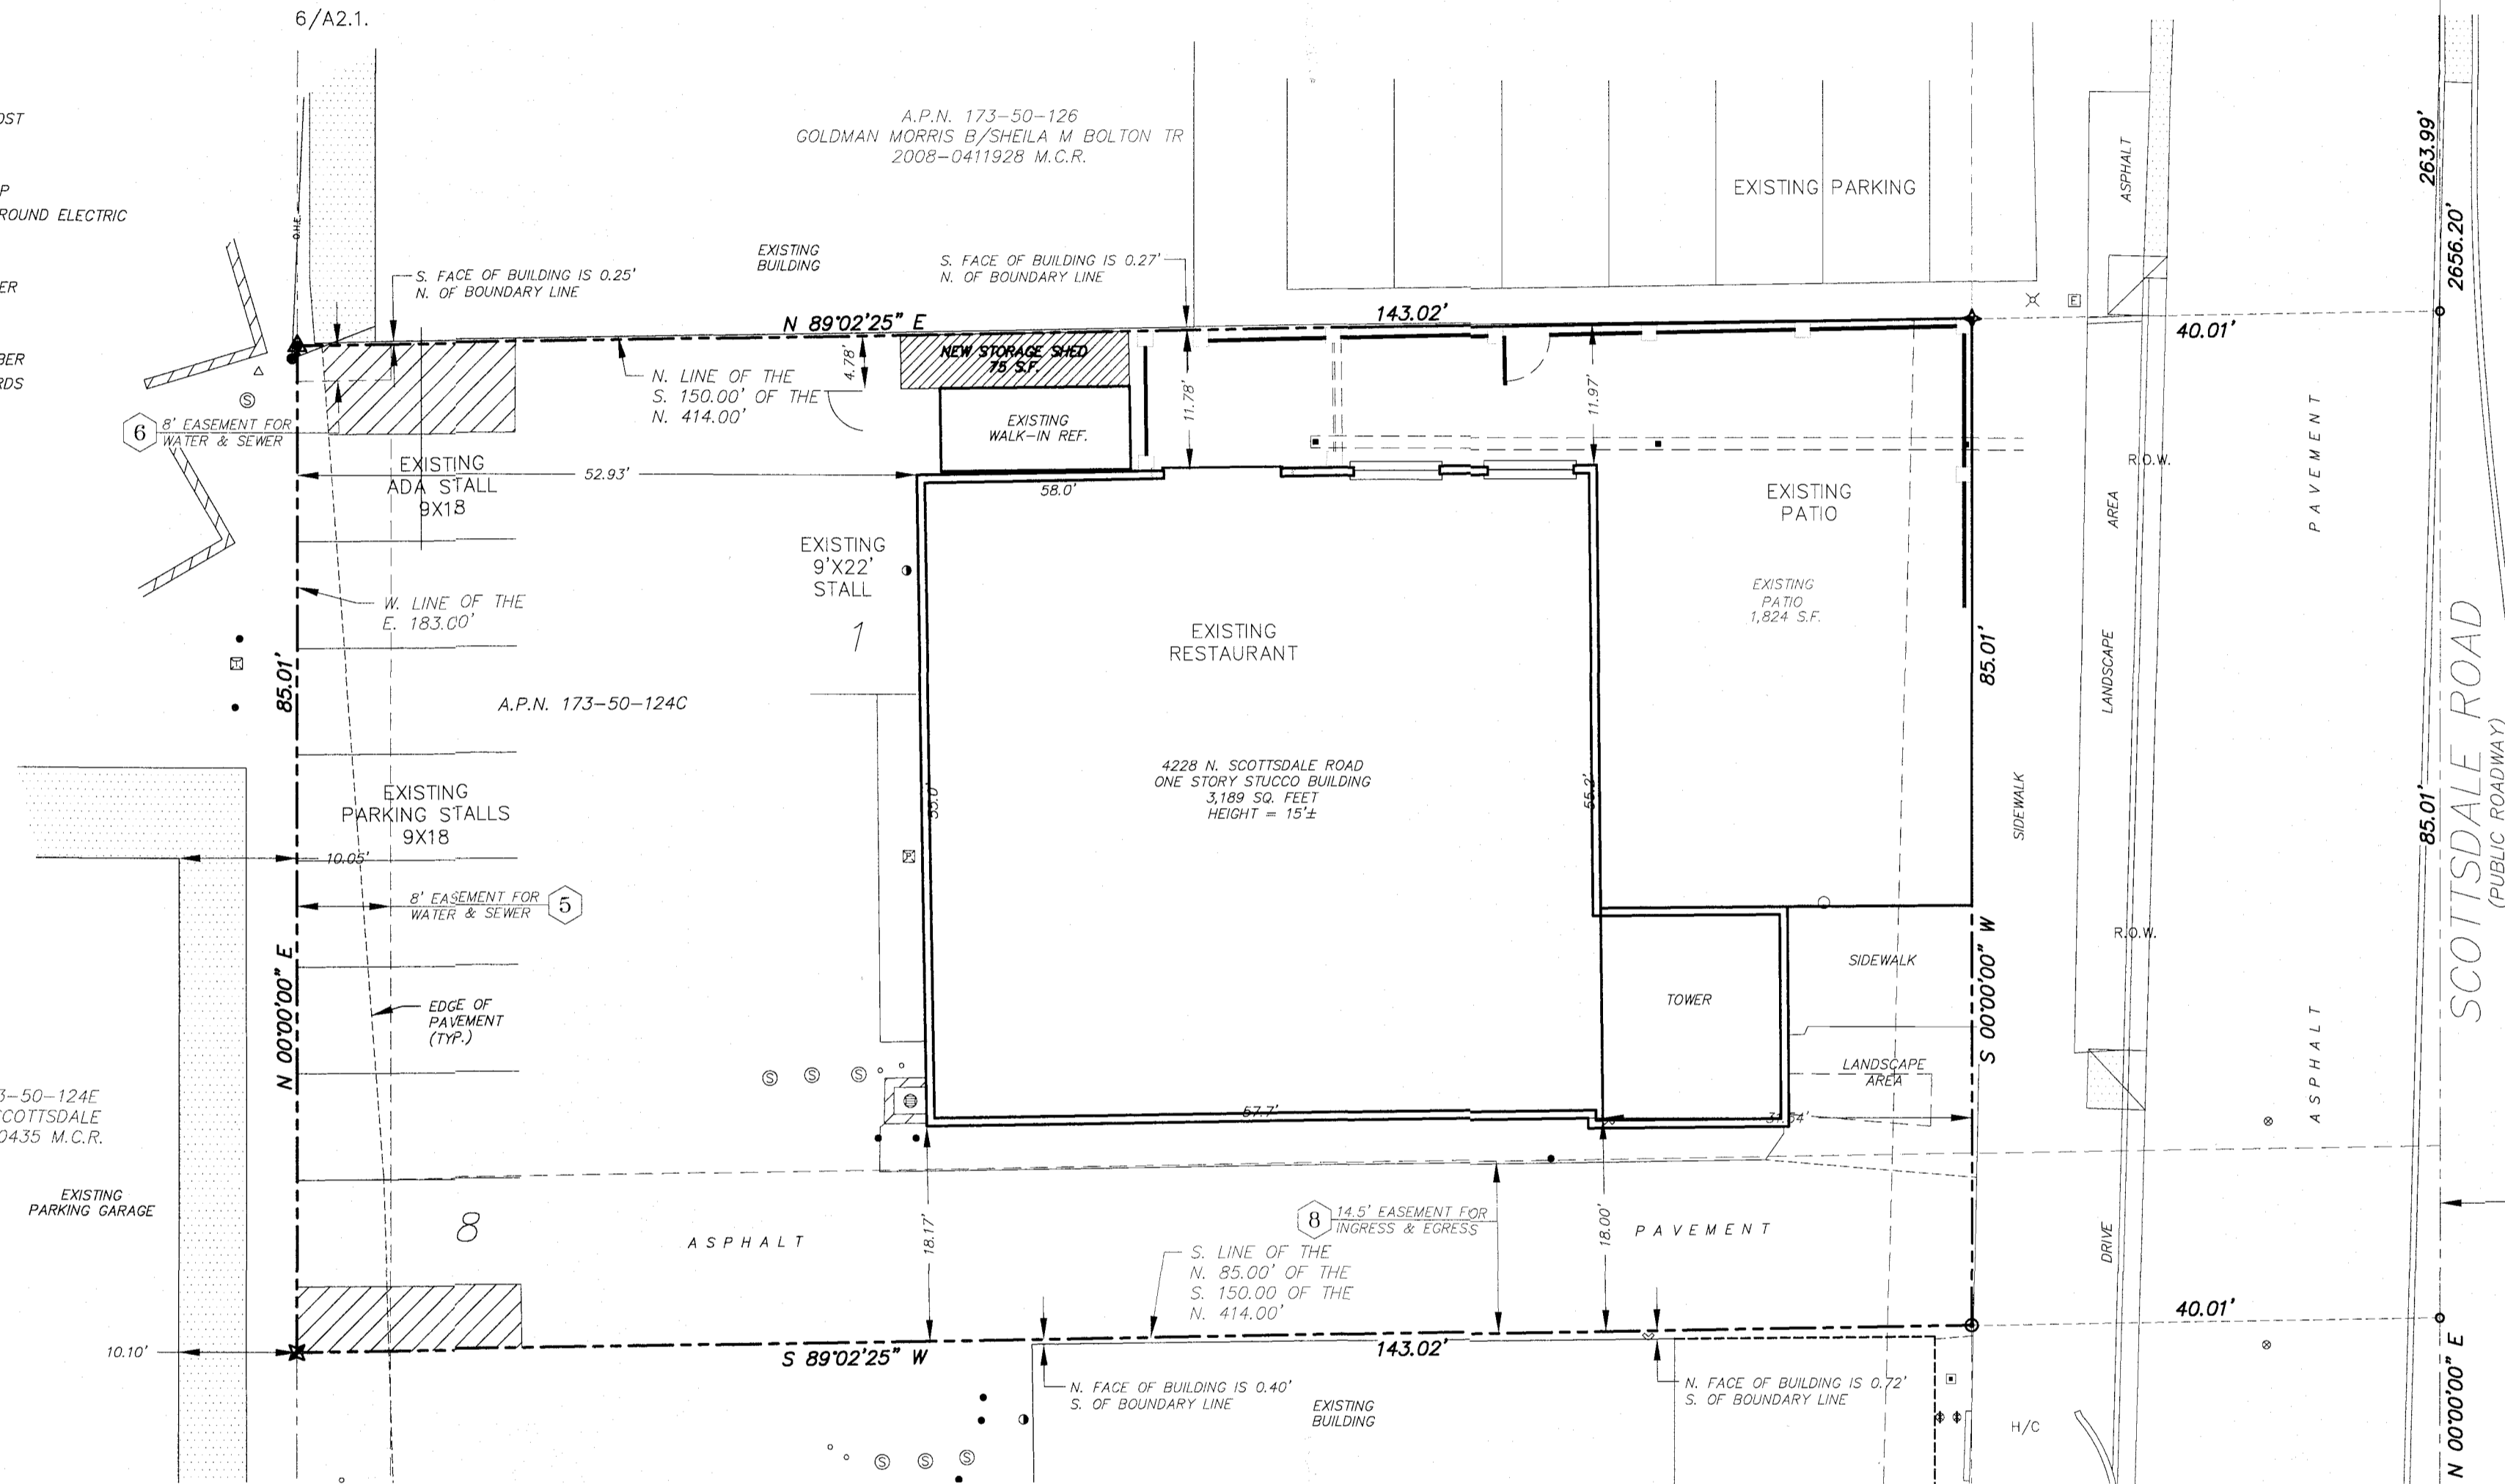 6/A2.1.
OST
P
ROUND ELECTRIC
ER
BER
RDS
A.P.N. 173-50-126
GOLDMAN MORRIS B/SHEILA M BOLTON TR
2008-0411928 M.C.R.
EXISTING PARKING
ASPHALT
263.99'
2656.20'
O.H.E.
EXISTING
BUILDING
S. FACE OF BUILDING IS 0.25'
N. OF BOUNDARY LINE
S. FACE OF BUILDING IS 0.27'
N. OF BOUNDARY LINE
E
N 89°02'25" E
143.02'
40.01'
NEW STORAGE SHED
75 S.F.
4.78'
N. LINE OF THE
S. 150.00' OF THE
N. 414.00'
11.78'
11.97'
EXISTING
WALK-IN REF.
S
6
8' EASEMENT FOR
WATER & SEWER
EXISTING
ADA STALL
9X18
52.93'
58.0'
EXISTING
PATIO
R.O.W.
PAVEMENT
AREA
EXISTING
9'X22'
STALL
EXISTING
PATIO
1,824 S.F.
W. LINE OF THE
E. 183.00'
1
EXISTING
RESTAURANT
LANDSCAPE
85.01'
85.01'
T
A.P.N. 173-50-124C
SCOTTSDALE ROAD
(PUBLIC ROADWAY)
4228 N. SCOTTSDALE ROAD
ONE STORY STUCCO BUILDING
3,189 SQ. FEET
HEIGHT = 15'±
55.0'
55.2'
SIDEWALK
85.01'
EXISTING
PARKING STALLS
9X18
10.05'
P
8' EASEMENT FOR
WATER & SEWER
5
R.O.W.
N 00°00'00" E
S 00°00'00" W
SIDEWALK
TOWER
EDGE OF
PAVEMENT
(TYP.)
ASPHALT
LANDSCAPE
AREA
S S S
3-50-124E
SCOTTSDALE
0435 M.C.R.
57.7'
31.54'
EXISTING
PARKING GARAGE
8
ASPHALT
18.17'
8
14.5' EASEMENT FOR
INGRESS & EGRESS
18.00'
PAVEMENT
DRIVE
S. LINE OF THE
N. 85.00' OF THE
S. 150.00 OF THE
N. 414.00'
40.01'
10.10'
S 89°02'25" W
143.02'
N. FACE OF BUILDING IS 0.40'
S. OF BOUNDARY LINE
EXISTING
BUILDING
N. FACE OF BUILDING IS 0.72'
S. OF BOUNDARY LINE
H/C
N 00°00'00" E
S S S